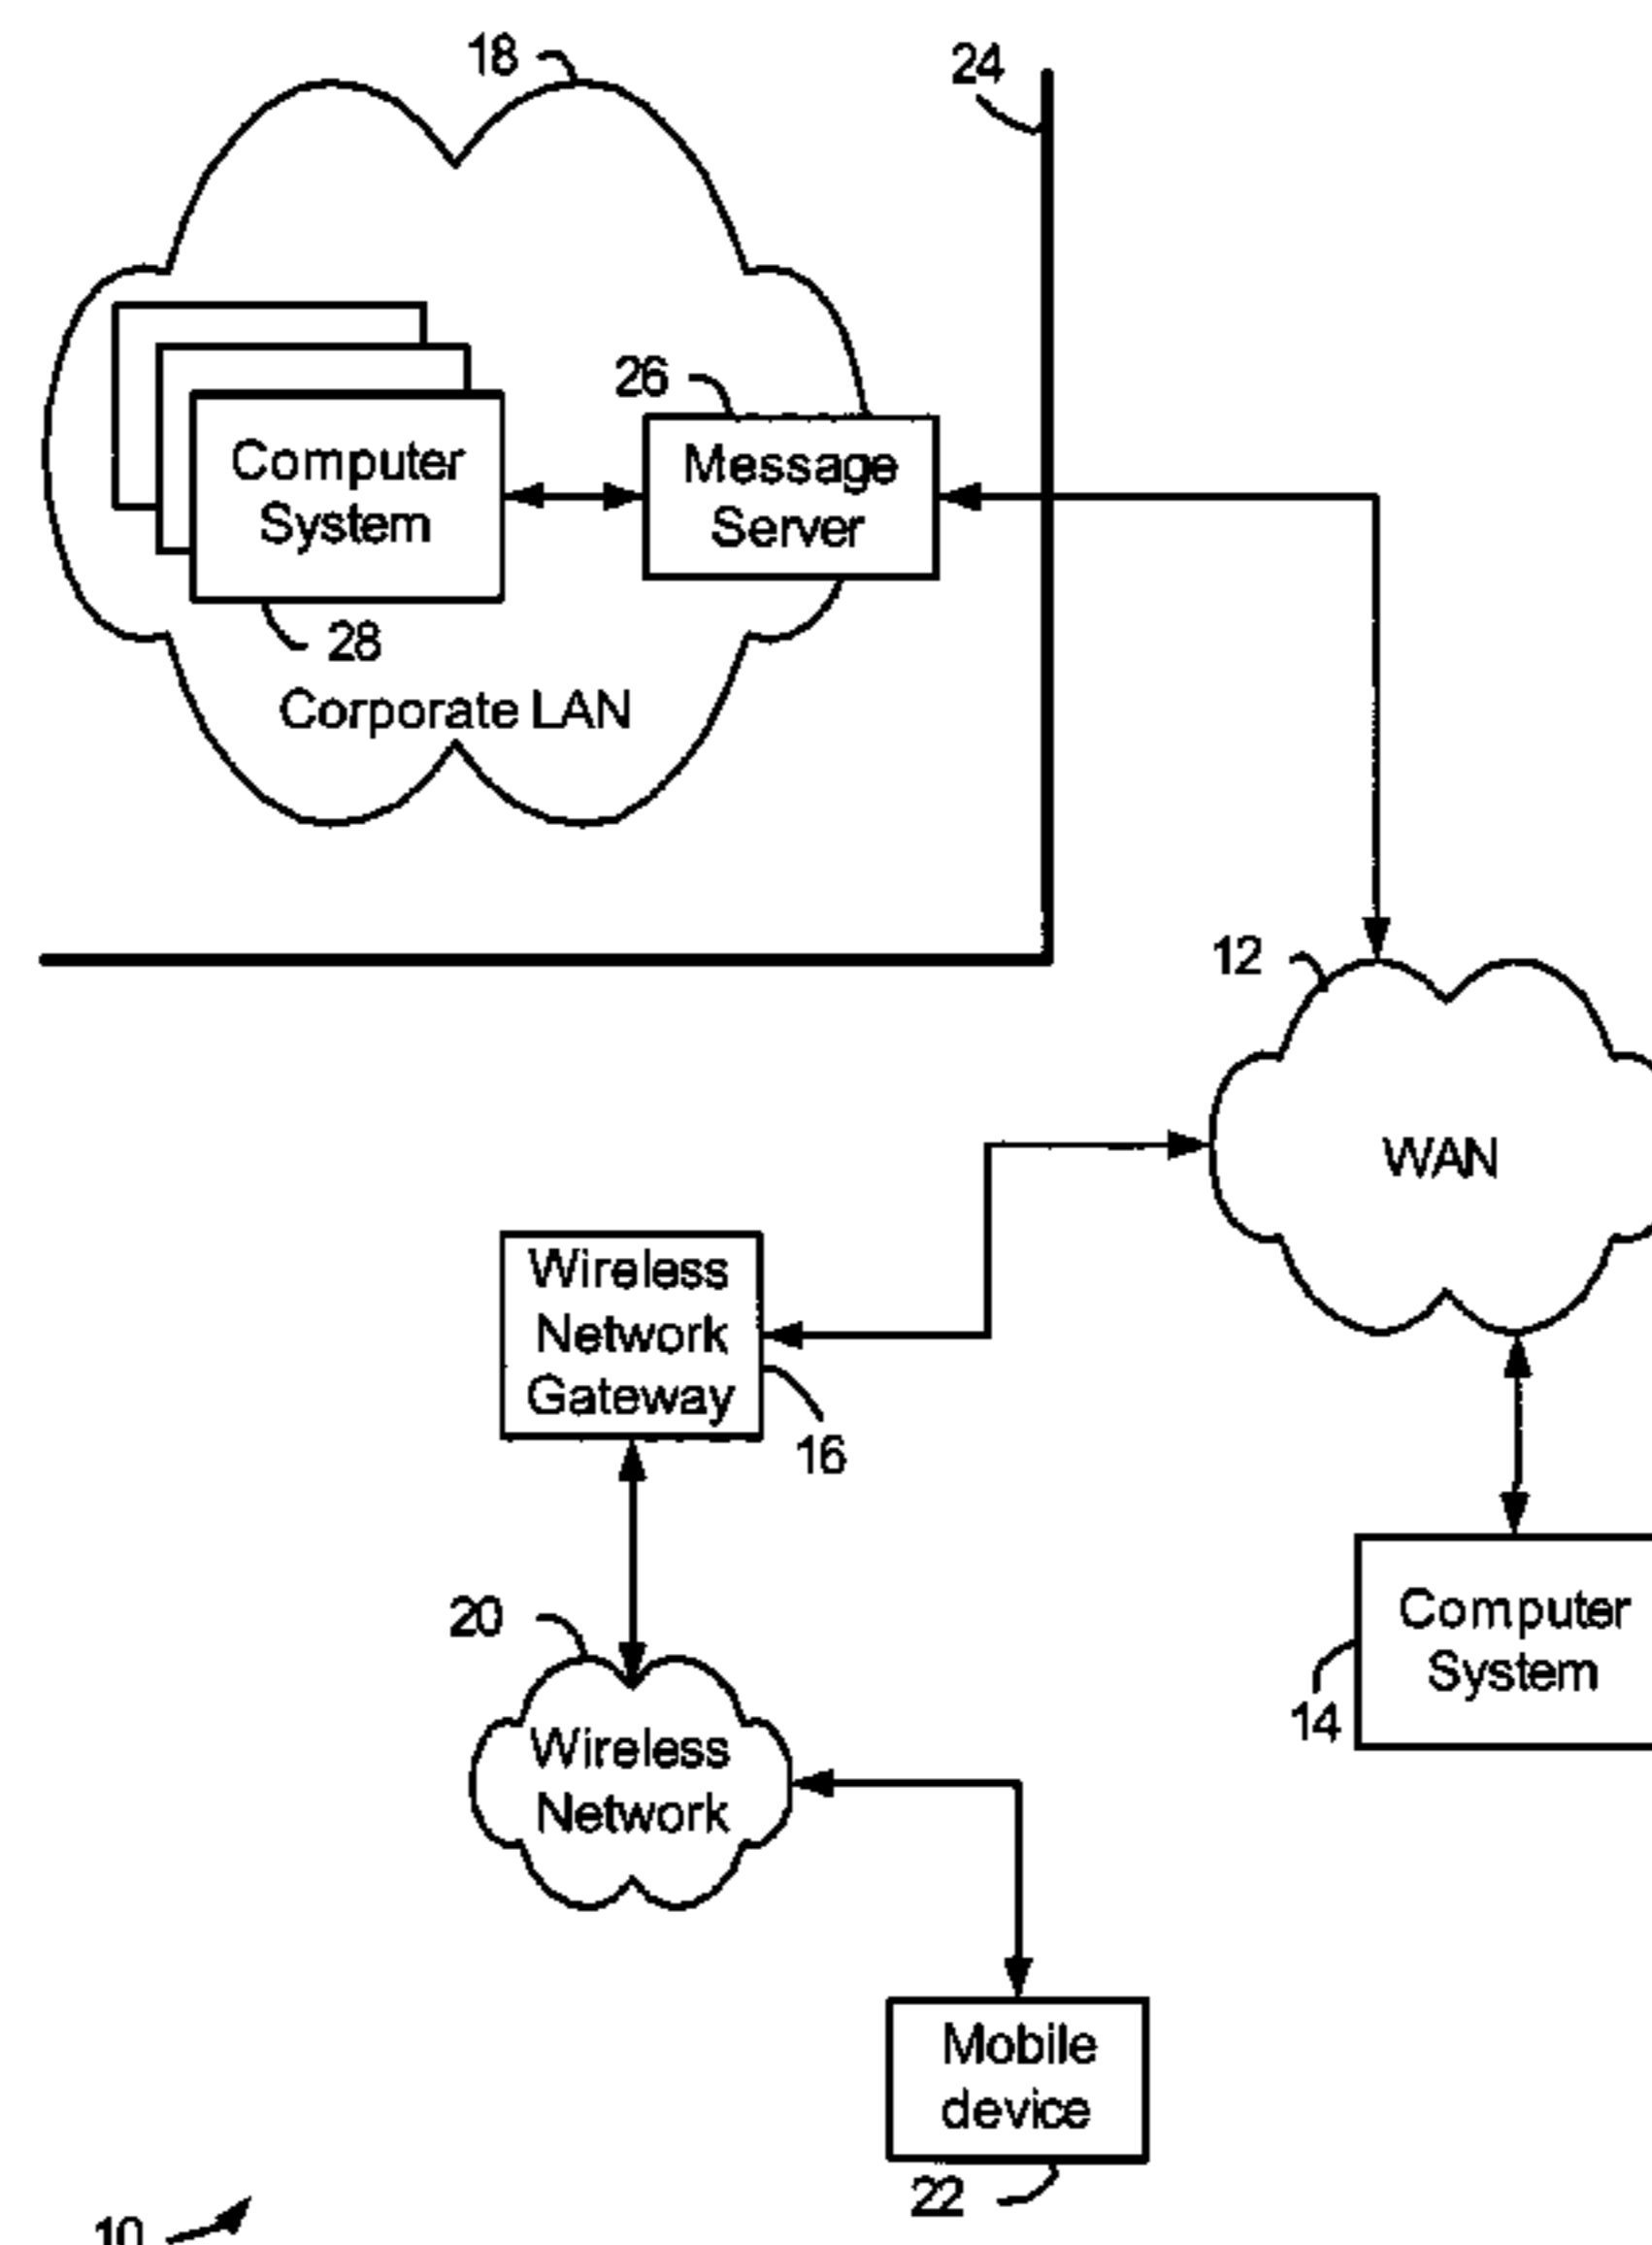 18
24
26
Computer
System
Message
Server
28
Corporate LAN
12
WAN
Wireless
Network
Gateway
16
20
Computer
System
14
Wireless
Network
Mobile
device
22
10